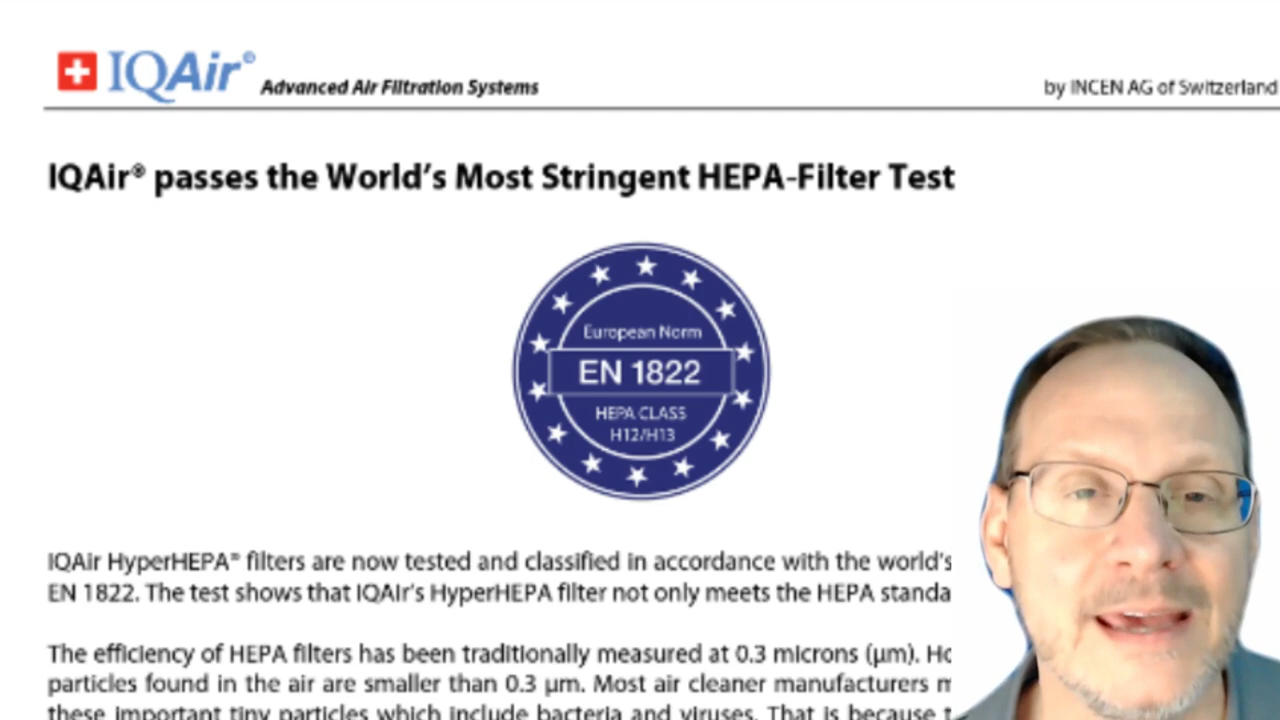 IQAir® Advanced Air Filtration Systems by INCEN AG of Switzerland
IQAir® passes the World's Most Stringent HEPA-Filter Test
European Norm
EN 1822
HEPA CLASS
H12/H13
IQAir HyperHEPA® filters are now tested and classified in accordance with the world's
EN 1822. The test shows that IQAir's HyperHEPA filter not only meets the HEPA standa
The efficiency of HEPA filters has been traditionally measured at 0.3 microns (µm). Ho
particles found in the air are smaller than 0.3 µm. Most air cleaner manufacturers m
these important tiny particles which include bacteria and viruses. That is because t